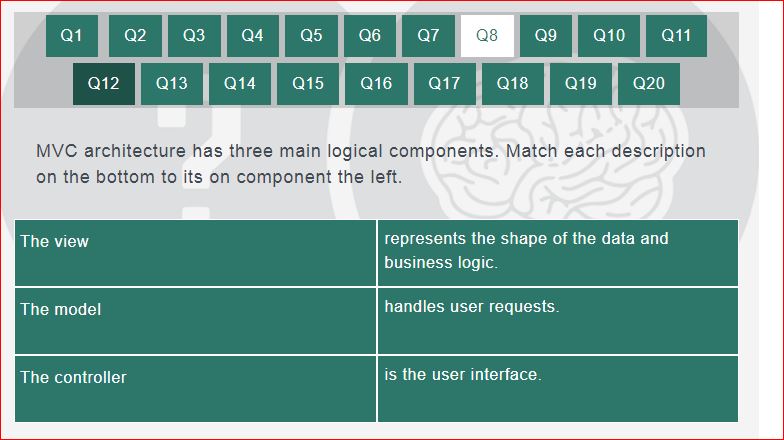 Q1 Q2 Q3 Q4 Q5 Q6 Q7 Q8 Q9 Q10 Q11
Q12 Q13 Q14 Q15 Q16 Q17 Q18 Q19 Q20
MVC architecture has three main logical components. Match each description
on the bottom to its on component the left.
The view
represents the shape of the data and
business logic.
The model
handles user requests.
The controller
is the user interface.